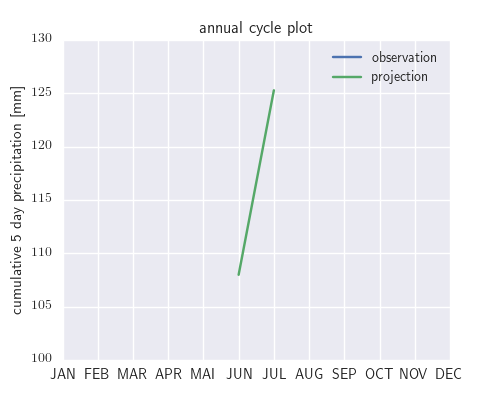 annual cycle plot
observation
projection
cumulative 5 day precipitation [mm]
130
125
120
115
110
105
100
JAN FEB MAR APR MAI JUN JUL AUG SEP OCT NOV DEC